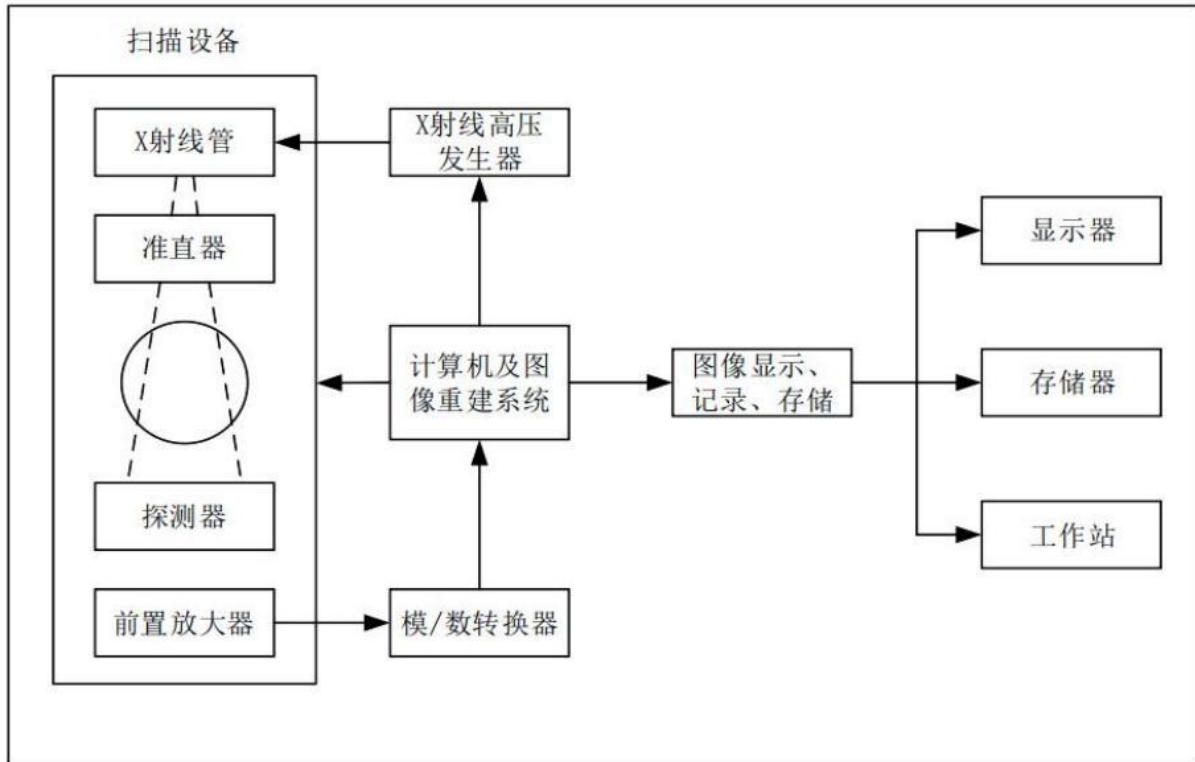 扫描设备
X射线管
X射线高压
发生器
准直器
显示器
计算机及图
像重建系统
图像显示、
记录、存储
存储器
探测器
工作站
前置放大器
模/数转换器